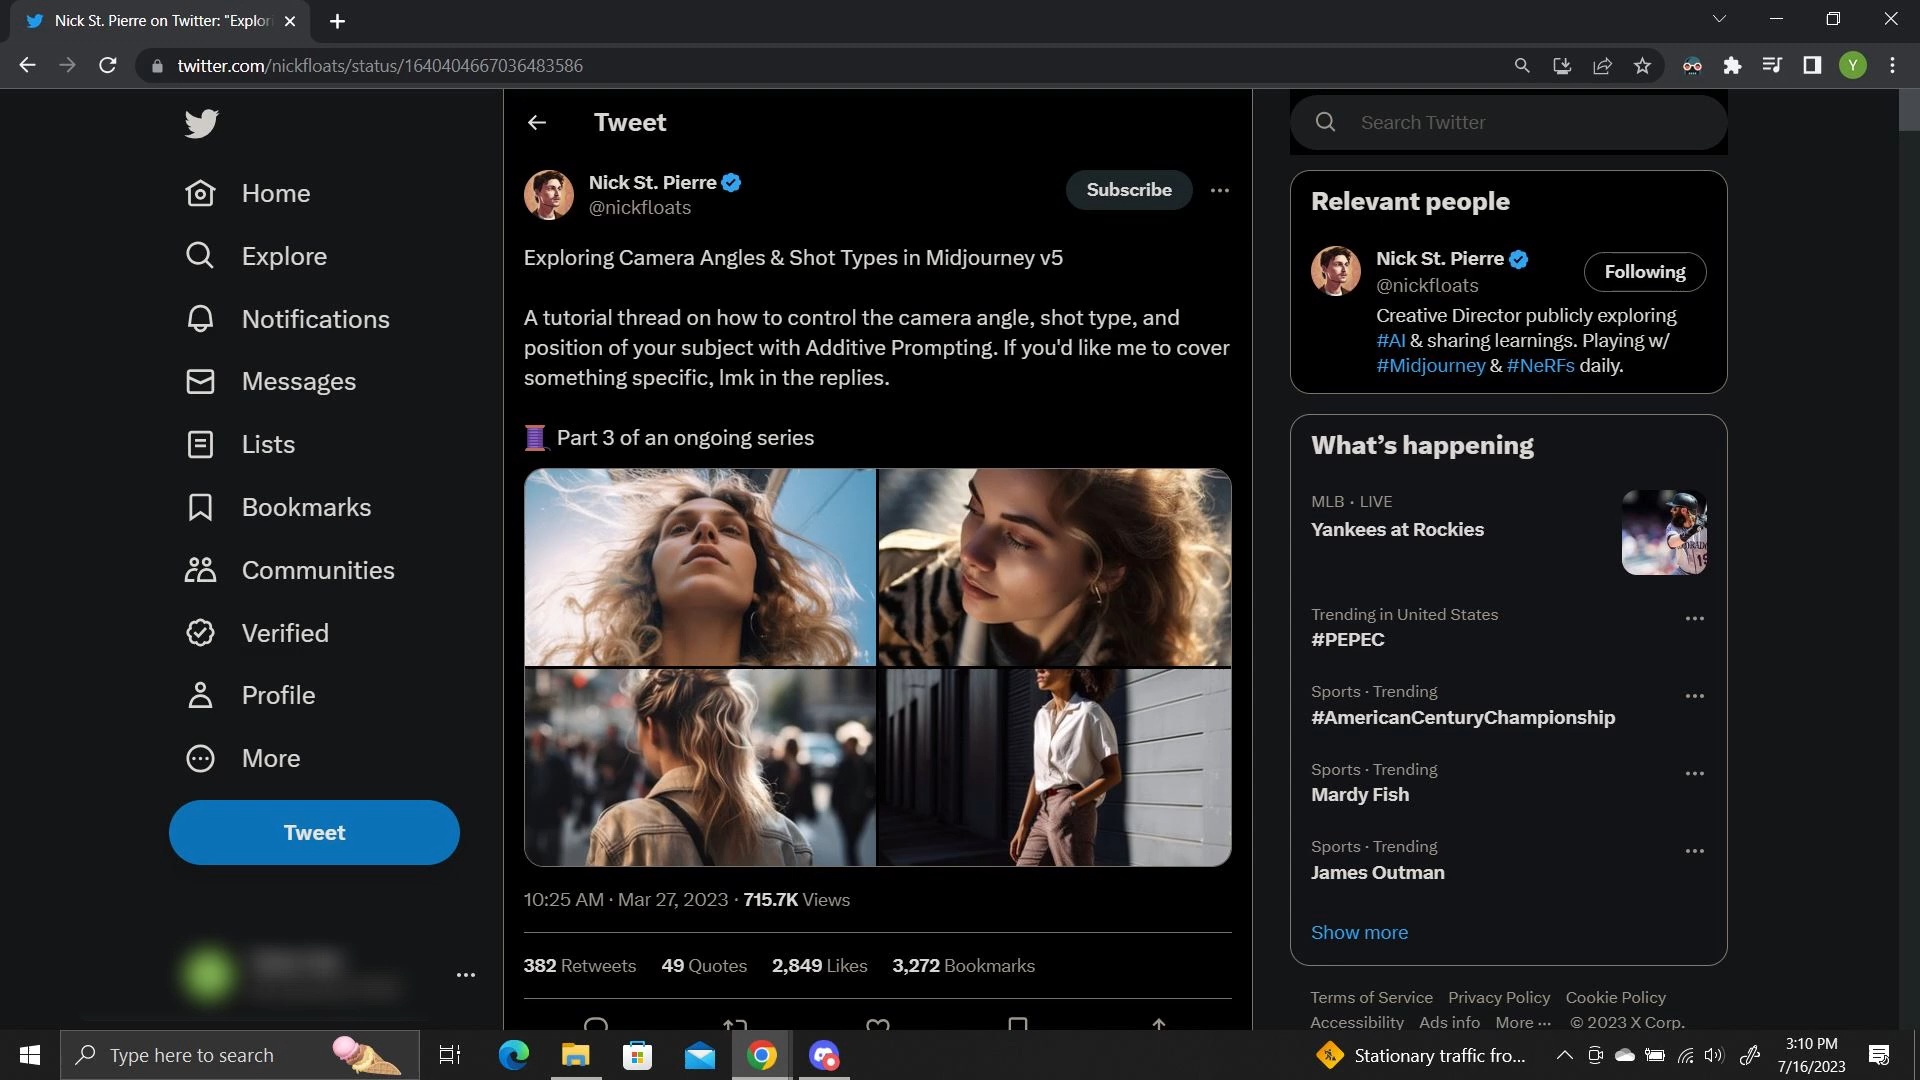 Nick St. Pierre on Twitter: "Explori
twitter.com/nickfloats/status/1640404667036483586
Y
Home
Explore
Notifications
Messages
Lists
Bookmarks
Communities
Verified
Profile
More
Tweet
Tweet
Nick St. Pierre
@nickfloats
Subscribe
Exploring Camera Angles & Shot Types in Midjourney v5
A tutorial thread on how to control the camera angle, shot type, and
position of your subject with Additive Prompting. If you'd like me to cover
something specific, lmk in the replies.
🧵 Part 3 of an ongoing series
10:25 AM · Mar 27, 2023 · 715.7K Views
382 Retweets 49 Quotes 2,849 Likes 3,272 Bookmarks
Search Twitter
Relevant people
Nick St. Pierre
@nickfloats
Following
Creative Director publicly exploring
#AI & sharing learnings. Playing w/
#Midjourney & #NeRFs daily.
What's happening
MLB · LIVE
Yankees at Rockies
Trending in United States
#PEPEC
Sports · Trending
#AmericanCenturyChampionship
Sports · Trending
Mardy Fish
Sports · Trending
James Outman
Show more
Terms of Service Privacy Policy Cookie Policy
Accessibility Ads info More ··· © 2023 X Corp.
Type here to search
Stationary traffic fro...
3:10 PM
7/16/2023